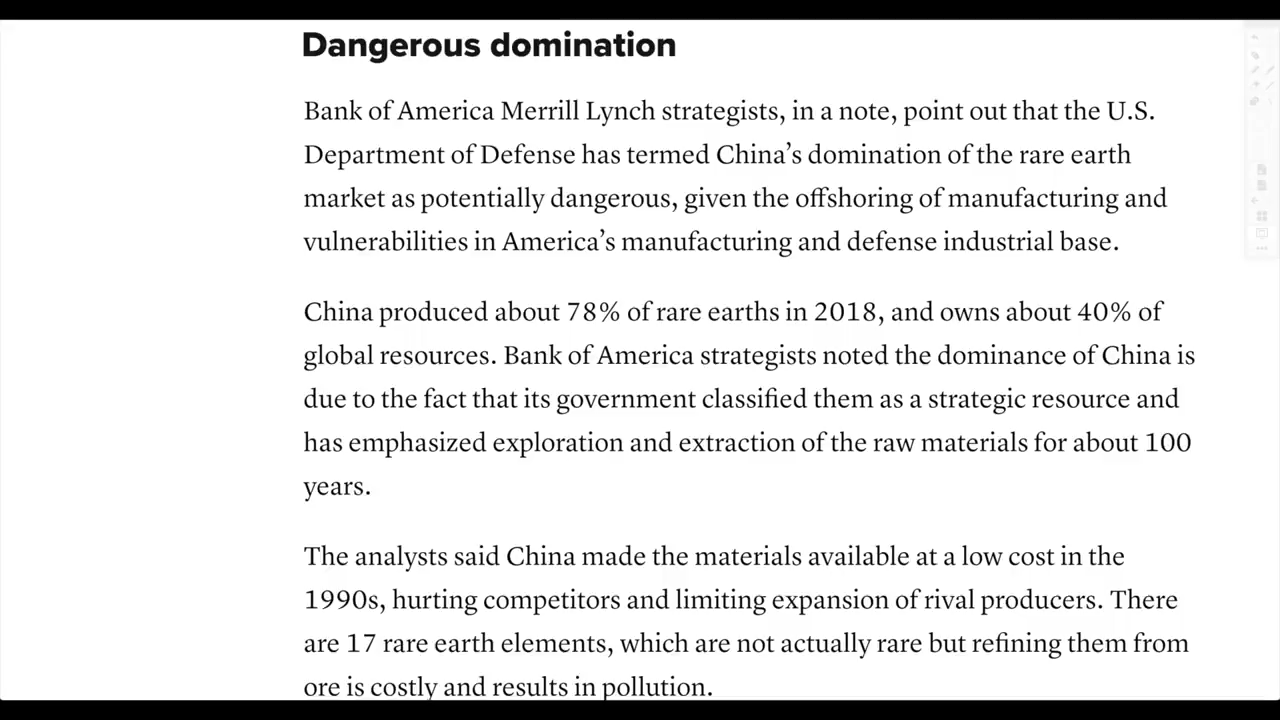 Dangerous domination
Bank of America Merrill Lynch strategists, in a note, point out that the U.S.
Department of Defense has termed China’s domination of the rare earth
market as potentially dangerous, given the offshoring of manufacturing and
vulnerabilities in America’s manufacturing and defense industrial base.
China produced about 78% of rare earths in 2018, and owns about 40% of
global resources. Bank of America strategists noted the dominance of China is
due to the fact that its government classified them as a strategic resource and
has emphasized exploration and extraction of the raw materials for about 100
years.
The analysts said China made the materials available at a low cost in the
1990s, hurting competitors and limiting expansion of rival producers. There
are 17 rare earth elements, which are not actually rare but refining them from
ore is costly and results in pollution.